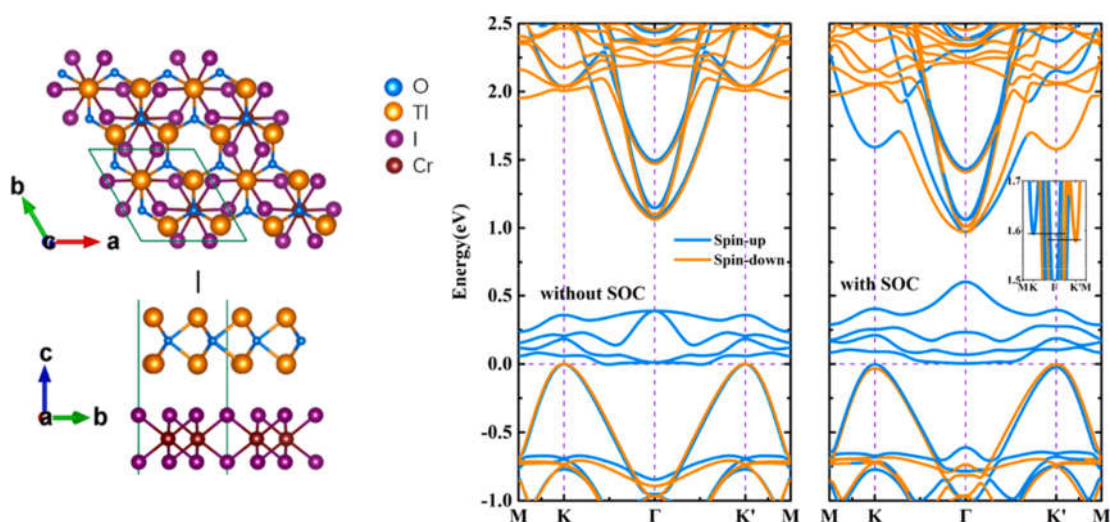 O
Tl
I
Cr
b
c
a
c
a
b
Energy(eV)
2.5
2.0
1.5
1.0
0.5
0.0
-0.5
-1.0
Spin-up
Spin-down
without SOC
M
K
Γ
K'
M
with SOC
1.7
1.6
1.5
M
K
Γ
K'
M
M
K
Γ
K'
M